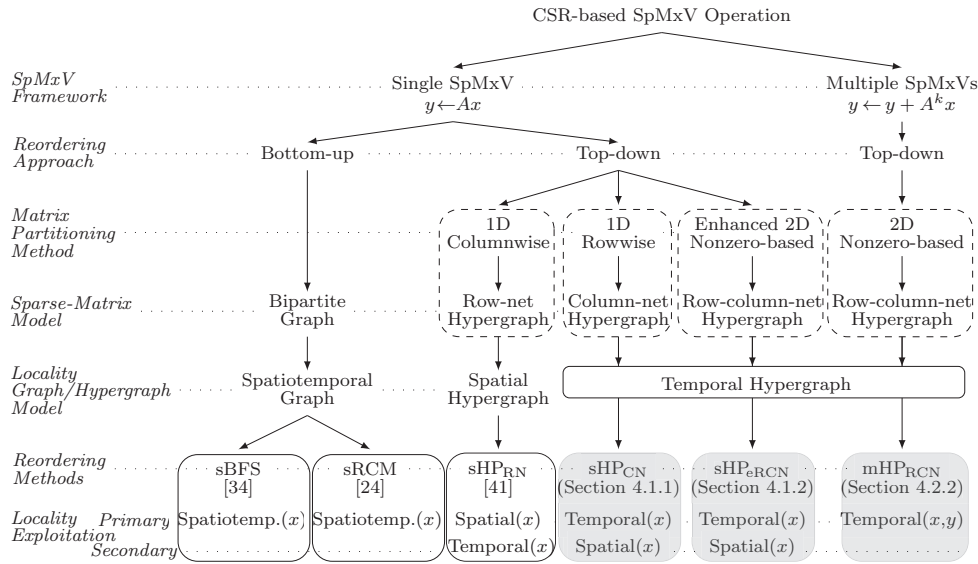 CSR-based SpMxV Operation
SpMxV
Framework
Single SpMxV
y←Ax
Multiple SpMxVs
y ← y + A^k x
Reordering
Approach
Bottom-up
Top-down
Top-down
Matrix
Partitioning
Method
1D
Columnwise
1D
Rowwise
Enhanced 2D
Nonzero-based
2D
Nonzero-based
Sparse-Matrix
Model
Bipartite
Graph
Row-net
Hypergraph
Column-net
Hypergraph
Row-column-net
Hypergraph
Row-column-net
Hypergraph
Locality
Graph/Hypergraph
Model
Spatiotemporal
Graph
Spatial
Hypergraph
Temporal Hypergraph
Reordering
Methods
sBFS
[34]
sRCM
[24]
sHP_RN
[41]
sHP_CN
(Section 4.1.1)
sHP_eRCN
(Section 4.1.2)
mHP_RCN
(Section 4.2.2)
Locality
Exploitation
Primary
Spatiotemp.(x)
Spatiotemp.(x)
Spatial(x)
Temporal(x)
Temporal(x)
Temporal(x,y)
Secondary
Temporal(x)
Spatial(x)
Spatial(x)